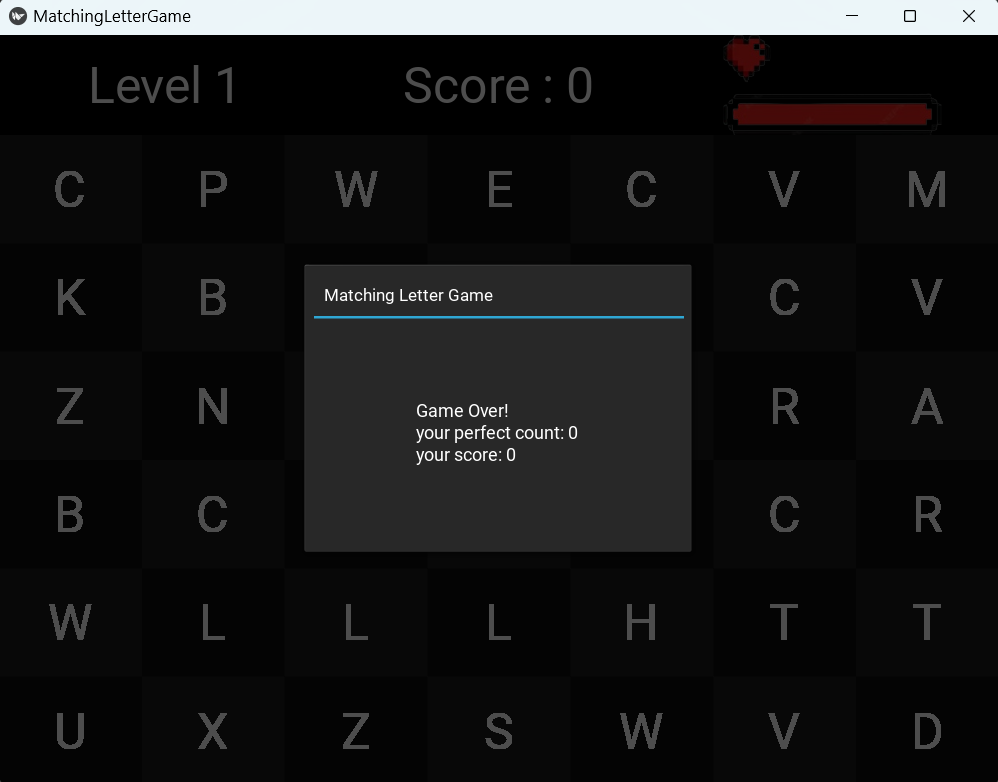 MatchingLetterGame
Level 1 Score : 0
C P W E C V M
K B C V
Z N R A
B C C R
W L L L H T T
U X Z S W V D
Matching Letter Game
Game Over!
your perfect count: 0
your score: 0